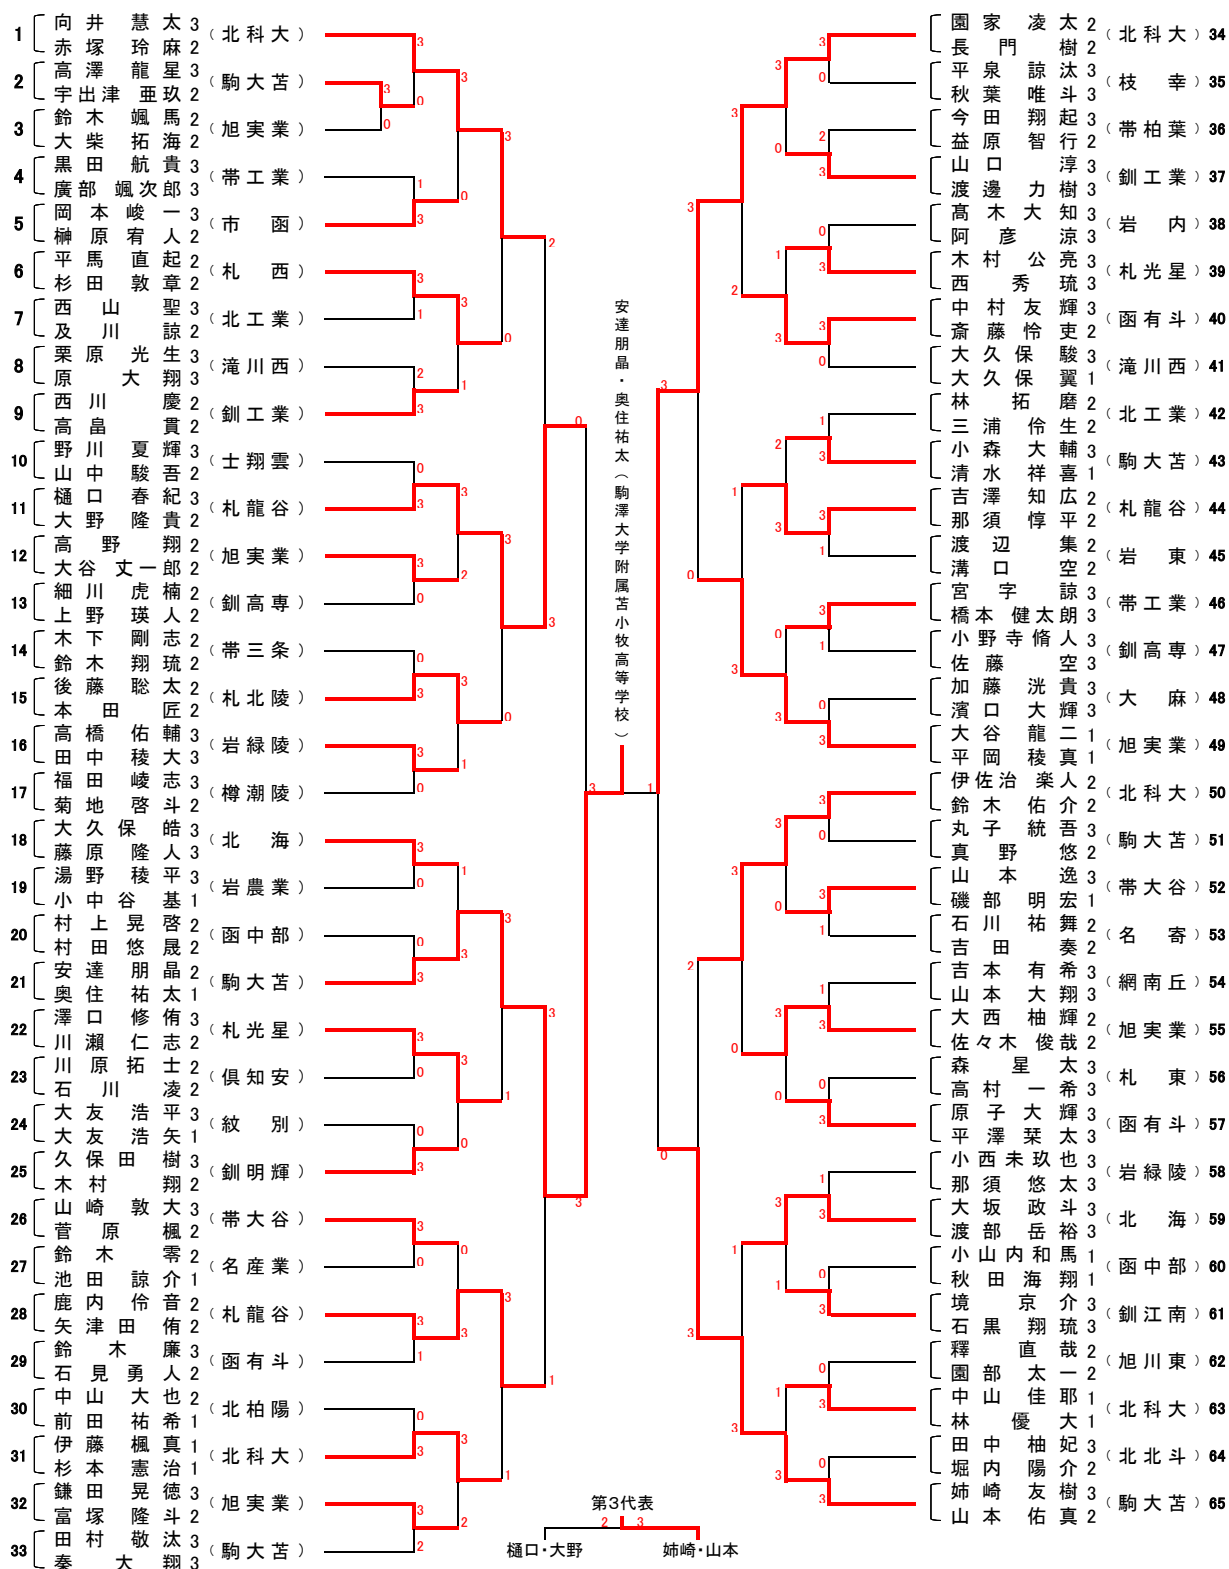 1 向井 慧太 3 (北科大)
赤塚 玲麻 2
2 高澤 龍星 3 (駒大苫)
宇出津 亜玖 2
3 鈴木 颯馬 2 (旭実業)
大柴 拓海 2
4 黒田 航貴 3 (帯工業)
廣部 颯次郎 3
5 岡本 峻一 3 (市函)
榊原 宥人 2
6 平馬 直起 2 (札西)
杉田 敦章 2
7 西山 聖 3 (北工業)
及川 諒 2
8 栗原 光生 3 (滝川西)
原 大翔 3
9 西川 慶 2 (釧工業)
高畠 貫 2
10 野川 夏輝 3 (士翔雲)
山中 駿吾 2
11 樋口 春紀 3 (札龍谷)
大野 隆貴 2
12 高野 翔 2 (旭実業)
大谷 丈一郎 2
13 細川 虎楠 2 (釧高専)
上野 瑛人 2
14 木下 剛志 2 (帯三条)
鈴木 翔琉 2
15 後藤 聡太 2 (札北陵)
本田 匠 2
16 高橋 佑輔 3 (岩緑陵)
田中 稜大 3
17 福田 崚志 3 (樽潮陵)
菊地 啓斗 2
18 大久保 皓 3 (北海)
藤原 隆人 3
19 湯野 稜平 3 (岩農業)
小中谷 基 1
20 村上 晃啓 2 (函中部)
村田 悠晟 2
21 安達 朋晶 2 (駒大苫)
奥住 祐太 1
22 澤口 修侑 3 (札光星)
川瀬 仁志 2
23 川原 拓士 2 (倶知安)
石川 凌 2
24 大友 浩平 3 (紋別)
大友 浩矢 1
25 久保田 樹 3 (釧明輝)
木村 翔 2
26 山崎 敦大 3 (帯大谷)
菅原 楓 2
27 鈴木 零 2 (名産業)
池田 諒介 1
28 鹿内 伶音 2 (札龍谷)
矢津田 侑 2
29 鈴木 廉 3 (函有斗)
石見 勇人 2
30 中山 大也 2 (北柏陽)
前田 祐希 1
31 伊藤 楓真 1 (北科大)
杉本 憲治 1
32 鎌田 晃徳 3 (旭実業)
富塚 隆斗 2
33 田村 敬汰 3 (駒大苫)
秦 大翔 3
安達朋晶・奥住祐太(駒澤大学附属苫小牧高等学校)
第3代表
2 3
樋口・大野 姉崎・山本
園家 凌太 2 (北科大) 34
長門 樹 2
平泉 諒汰 3 (枝幸) 35
秋葉 唯斗 3
今田 翔起 3 (帯柏葉) 36
益原 智行 2
山口 淳 3 (釧工業) 37
渡邊 力樹 3
髙木 大知 3 (岩内) 38
阿彦 涼 3
木村 公亮 3 (札光星) 39
西 秀琉 3
中村 友輝 3 (函有斗) 40
斎藤 怜吏 2
大久保 駿 3 (滝川西) 41
大久保 翼 1
林 拓磨 2 (北工業) 42
三浦 伶生 2
小森 大輔 3 (駒大苫) 43
清水 祥喜 1
吉澤 知広 2 (札龍谷) 44
那須 惇平 2
渡辺 集 2 (岩東) 45
溝口 空 2
宮字 諒 3 (帯工業) 46
橋本 健太朗 3
小野寺 脩人 3 (釧高専) 47
佐藤 空 3
加藤 洸貴 3 (大麻) 48
濱口 大輝 3
大谷 龍二 1 (旭実業) 49
平岡 稜真 1
伊佐治 楽人 2 (北科大) 50
鈴木 佑介 2
丸子 統吾 3 (駒大苫) 51
真野 悠 2
山本 逸 3 (帯大谷) 52
磯部 明宏 1
石川 祐舞 2 (名寄) 53
吉田 奏 2
吉本 有希 3 (網南丘) 54
山本 大翔 3
大西 柚輝 2 (旭実業) 55
佐々木 俊哉 2
森 星太 3 (札東) 56
高村 一希 3
原子 大輝 3 (函有斗) 57
平澤 栞太 3
小西 未玖也 3 (岩緑陵) 58
那須 悠太 3
大坂 政斗 3 (北海) 59
渡部 岳裕 3
小山内 和馬 1 (函中部) 60
秋田 海翔 1
境 京介 3 (釧江南) 61
石黒 翔琉 3
釋 直哉 2 (旭川東) 62
園部 太一 2
中山 佳耶 1 (北科大) 63
林 優大 1
田中 柚妃 3 (北北斗) 64
堀内 陽介 2
姉崎 友樹 3 (駒大苫) 65
山本 佑真 2